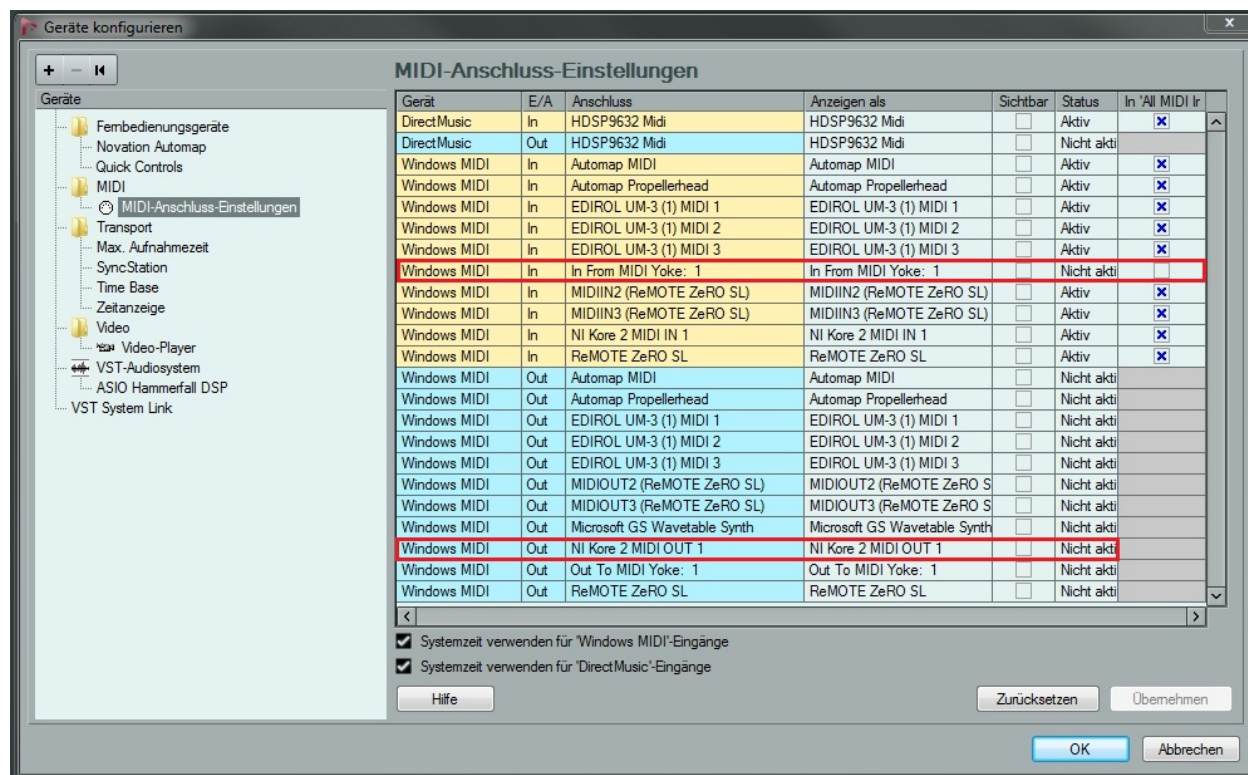 Geräte konfigurieren
x
+ − I◂
Geräte
Fernbedienungsgeräte
Novation Automap
Quick Controls
MIDI
MIDI-Anschluss-Einstellungen
Transport
Max. Aufnahmezeit
SyncStation
Time Base
Zeitanzeige
Video
Video-Player
VST-Audiosystem
ASIO Hammerfall DSP
VST System Link
MIDI-Anschluss-Einstellungen
Gerät E/A Anschluss Anzeigen als Sichtbar Status In 'All MIDI Ir
DirectMusic In HDSP9632 Midi HDSP9632 Midi Aktiv
DirectMusic Out HDSP9632 Midi HDSP9632 Midi Nicht akti
Windows MIDI In Automap MIDI Automap MIDI Aktiv
Windows MIDI In Automap Propellerhead Automap Propellerhead Aktiv
Windows MIDI In EDIROL UM-3 (1) MIDI 1 EDIROL UM-3 (1) MIDI 1 Aktiv
Windows MIDI In EDIROL UM-3 (1) MIDI 2 EDIROL UM-3 (1) MIDI 2 Aktiv
Windows MIDI In EDIROL UM-3 (1) MIDI 3 EDIROL UM-3 (1) MIDI 3 Aktiv
Windows MIDI In In From MIDI Yoke: 1 In From MIDI Yoke: 1 Nicht akti
Windows MIDI In MIDIIN2 (ReMOTE ZeRO SL) MIDIIN2 (ReMOTE ZeRO SL) Aktiv
Windows MIDI In MIDIIN3 (ReMOTE ZeRO SL) MIDIIN3 (ReMOTE ZeRO SL) Aktiv
Windows MIDI In NI Kore 2 MIDI IN 1 NI Kore 2 MIDI IN 1 Aktiv
Windows MIDI In ReMOTE ZeRO SL ReMOTE ZeRO SL Aktiv
Windows MIDI Out Automap MIDI Automap MIDI Nicht akti
Windows MIDI Out Automap Propellerhead Automap Propellerhead Nicht akti
Windows MIDI Out EDIROL UM-3 (1) MIDI 1 EDIROL UM-3 (1) MIDI 1 Nicht akti
Windows MIDI Out EDIROL UM-3 (1) MIDI 2 EDIROL UM-3 (1) MIDI 2 Nicht akti
Windows MIDI Out EDIROL UM-3 (1) MIDI 3 EDIROL UM-3 (1) MIDI 3 Nicht akti
Windows MIDI Out MIDIOUT2 (ReMOTE ZeRO SL) MIDIOUT2 (ReMOTE ZeRO S Nicht akti
Windows MIDI Out MIDIOUT3 (ReMOTE ZeRO SL) MIDIOUT3 (ReMOTE ZeRO S Nicht akti
Windows MIDI Out Microsoft GS Wavetable Synth Microsoft GS Wavetable Synth Nicht akti
Windows MIDI Out NI Kore 2 MIDI OUT 1 NI Kore 2 MIDI OUT 1 Nicht akti
Windows MIDI Out Out To MIDI Yoke: 1 Out To MIDI Yoke: 1 Nicht akti
Windows MIDI Out ReMOTE ZeRO SL ReMOTE ZeRO SL Nicht akti
Systemzeit verwenden für 'Windows MIDI'-Eingänge
Systemzeit verwenden für 'DirectMusic'-Eingänge
Hilfe Zurücksetzen Übernehmen
OK Abbrechen